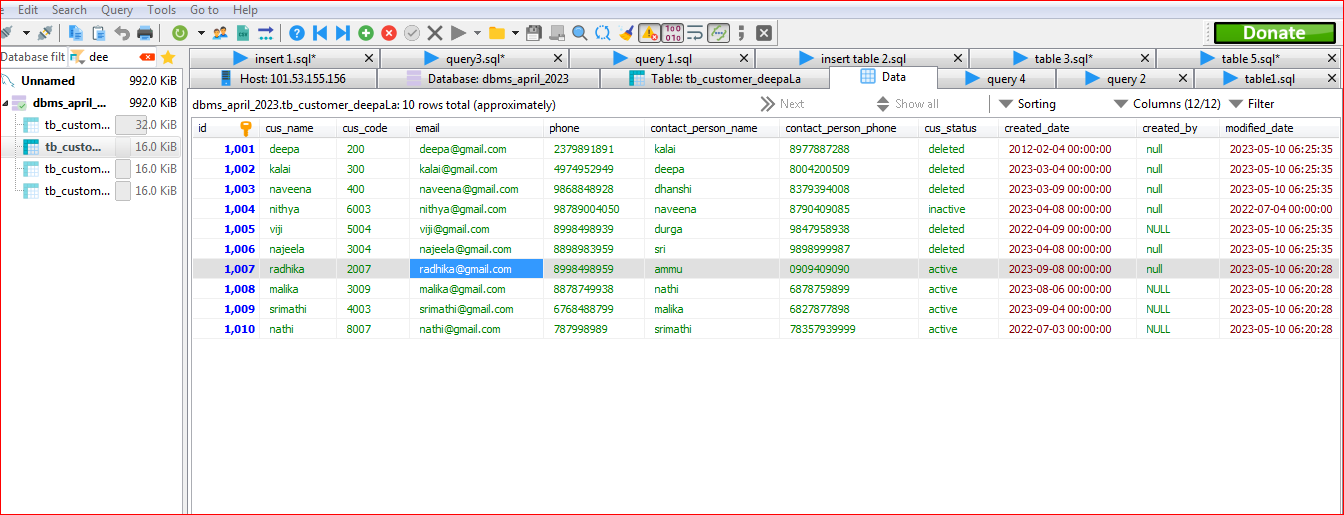 Edit Search Query Tools Go to Help
Database filt dee
insert 1.sql* query3.sql* query 1.sql insert table 2.sql table 3.sql* table 5.sql*
Host: 101.53.155.156 Database: dbms_april_2023 Table: tb_customer_deepaLa Data query 4 query 2 table1.sql
Donate
Unnamed 992.0 KiB
dbms_april_... 992.0 KiB
tb_custom... 32.0 KiB
tb_custo... 16.0 KiB
tb_custom... 16.0 KiB
tb_custom... 16.0 KiB
dbms_april_2023.tb_customer_deepaLa: 10 rows total (approximately) Next Show all Sorting Columns (12/12) Filter
id cus_name cus_code email phone contact_person_name contact_person_phone cus_status created_date created_by modified_date
1,001 deepa 200 deepa@gmail.com 2379891891 kalai 8977887288 deleted 2012-02-04 00:00:00 null 2023-05-10 06:25:35
1,002 kalai 300 kalai@gmail.com 4974952949 deepa 8004200509 deleted 2023-03-04 00:00:00 null 2023-05-10 06:25:35
1,003 naveena 400 naveena@gmail.com 9868848928 dhanshi 8379394008 deleted 2023-03-09 00:00:00 null 2023-05-10 06:25:35
1,004 nithya 6003 nithya@gmail.com 98789004050 naveena 8790409085 inactive 2023-04-08 00:00:00 null 2022-07-04 00:00:00
1,005 viji 5004 viji@gmail.com 8998498939 durga 9847958938 deleted 2022-04-09 00:00:00 NULL 2023-05-10 06:25:35
1,006 najeela 3004 najeela@gmail.com 8898983959 sri 9898999987 deleted 2023-04-08 00:00:00 null 2023-05-10 06:25:35
1,007 radhika 2007 radhika@gmail.com 8998498959 ammu 0909409090 active 2023-09-08 00:00:00 null 2023-05-10 06:20:28
1,008 malika 3009 malika@gmail.com 8878749938 nathi 6878759899 active 2023-08-06 00:00:00 NULL 2023-05-10 06:20:28
1,009 srimathi 4003 srimathi@gmail.com 6768488799 malika 6827877898 active 2023-09-04 00:00:00 NULL 2023-05-10 06:20:28
1,010 nathi 8007 nathi@gmail.com 787998989 srimathi 78357939999 active 2022-07-03 00:00:00 NULL 2023-05-10 06:20:28